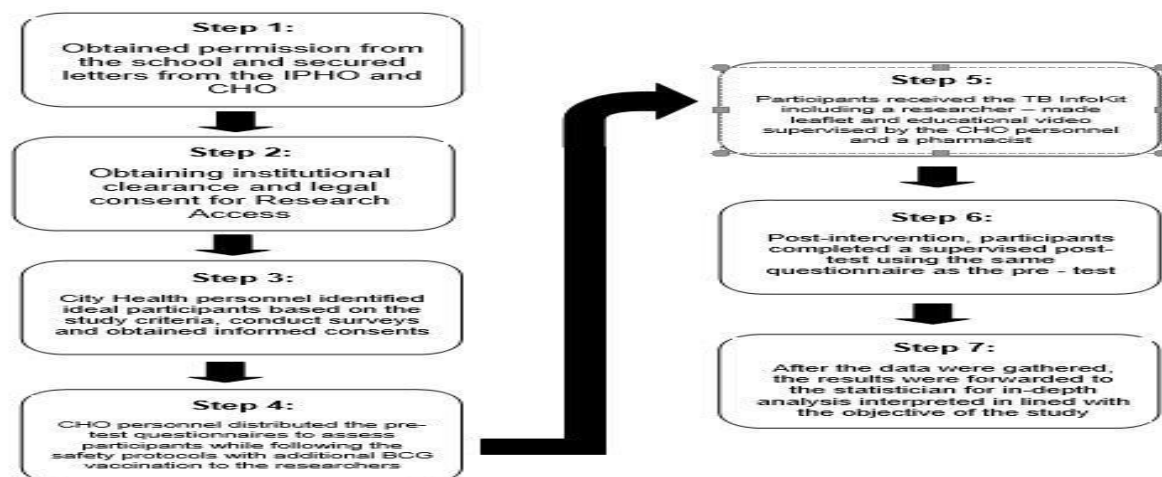 Step 1:
Obtained permission from
the school and secured
letters from the IPHO and
CHO
Step 2:
Obtaining institutional
clearance and legal
consent for Research
Access
Step 3:
City Health personnel identified
ideal participants based on the
study criteria, conduct surveys
and obtained informed consents
Step 4:
CHO personnel distributed the pre-
test questionnaires to assess
participants while following the
safety protocols with additional BCG
vaccination to the researchers
Step 5:
Participants received the TB InfoKit
including a researcher – made
leaflet and educational video
supervised by the CHO personnel
and a pharmacist
Step 6:
Post-intervention, participants
completed a supervised post-
test using the same
questionnaire as the pre - test
Step 7:
After the data were gathered,
the results were forwarded to
the statistician for in-depth
analysis interpreted in lined with
the objective of the study